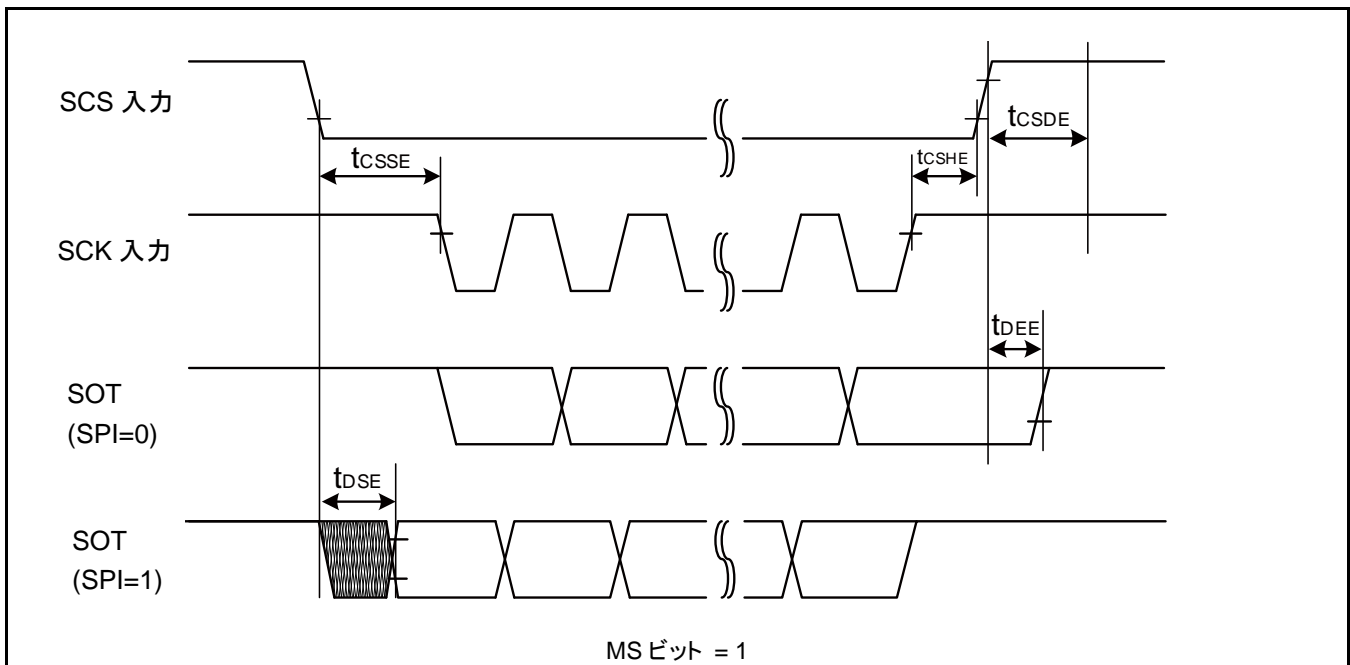 SCS 入力
tCSDE
tCSSE
tCSHE
SCK 入力
tDEE
SOT
(SPI=0)
tDSE
SOT
(SPI=1)
MS ビット = 1